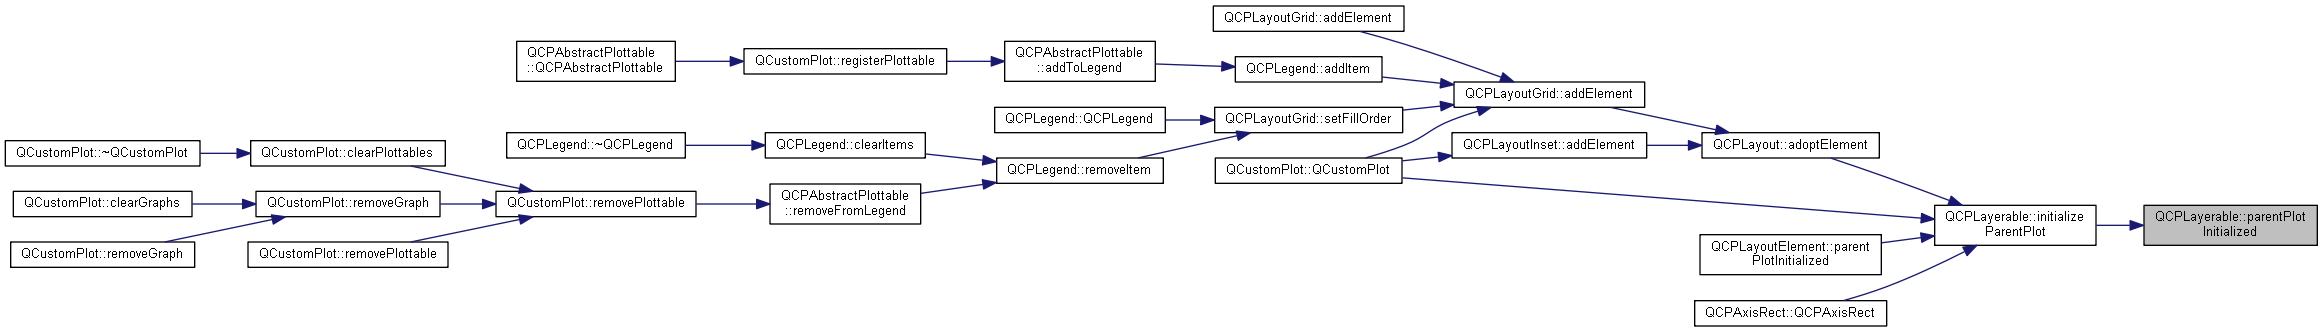 QCPLayoutGrid::addElement
QCPAbstractPlottable
::QCPAbstractPlottable
QCustomPlot::registerPlottable
QCPAbstractPlottable
::addToLegend
QCPLegend::addItem
QCPLayoutGrid::addElement
QCPLegend::QCPLegend
QCPLayoutGrid::setFillOrder
QCustomPlot::~QCustomPlot
QCustomPlot::clearPlottables
QCPLegend::~QCPLegend
QCPLegend::clearItems
QCPLayoutInset::addElement
QCPLayout::adoptElement
QCPLegend::removeItem
QCustomPlot::QCustomPlot
QCustomPlot::clearGraphs
QCustomPlot::removeGraph
QCustomPlot::removePlottable
QCPAbstractPlottable
::removeFromLegend
QCPLayerable::initialize
ParentPlot
QCPLayerable::parentPlot
Initialized
QCustomPlot::removeGraph
QCustomPlot::removePlottable
QCPLayoutElement::parent
PlotInitialized
QCPAxisRect::QCPAxisRect